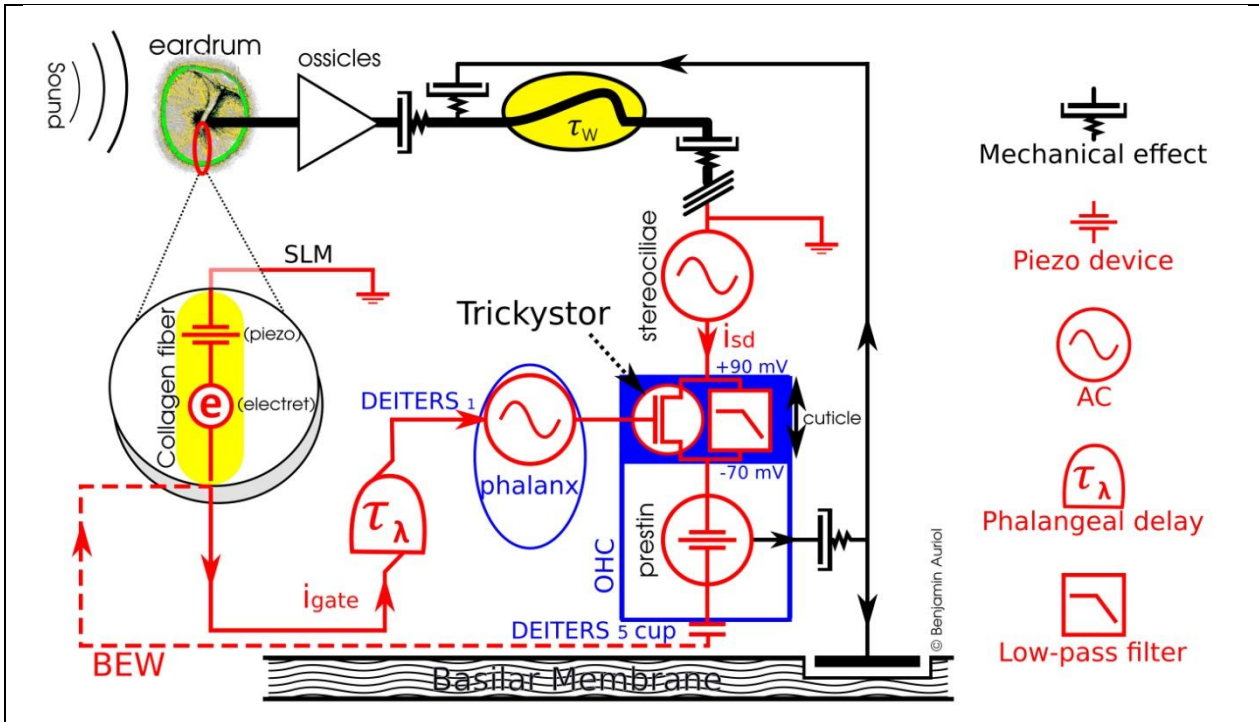 Sound
eardrum
ossicles
τW
SLM
Collagen fiber
(piezo)
e
(electret)
Trickystor
stereociliae
isd
+90 mV
DEITERS 1
phalanx
cuticle
-70 mV
τλ
igate
OHC
prestin
DEITERS 5 cup
BEW
Basilar Membrane
© Benjamin Auriol
Mechanical effect
Piezo device
AC
τλ
Phalangeal delay
Low-pass filter